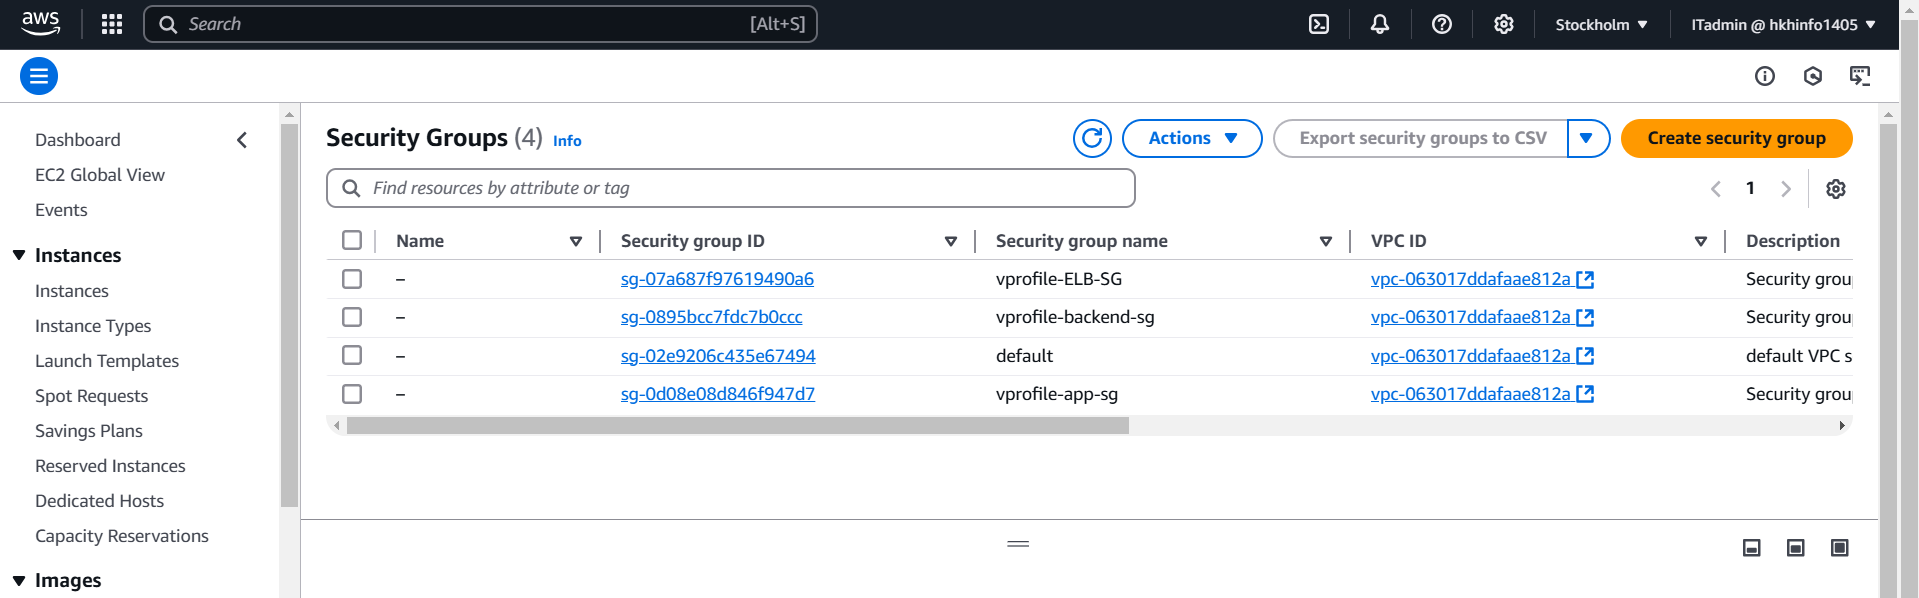 aws
Search [Alt+S] Stockholm ITadmin @ hkhinfo1405
Dashboard
EC2 Global View
Events
Instances
Instances
Instance Types
Launch Templates
Spot Requests
Savings Plans
Reserved Instances
Dedicated Hosts
Capacity Reservations
Images
Security Groups (4) Info Actions Export security groups to CSV Create security group
Find resources by attribute or tag 1
Name Security group ID Security group name VPC ID Description
– sg-07a687f97619490a6 vprofile-ELB-SG vpc-063017ddafaae812a Security grou
– sg-0895bcc7fdc7b0ccc vprofile-backend-sg vpc-063017ddafaae812a Security grou
– sg-02e9206c435e67494 default vpc-063017ddafaae812a default VPC s
– sg-0d08e08d846f947d7 vprofile-app-sg vpc-063017ddafaae812a Security grou